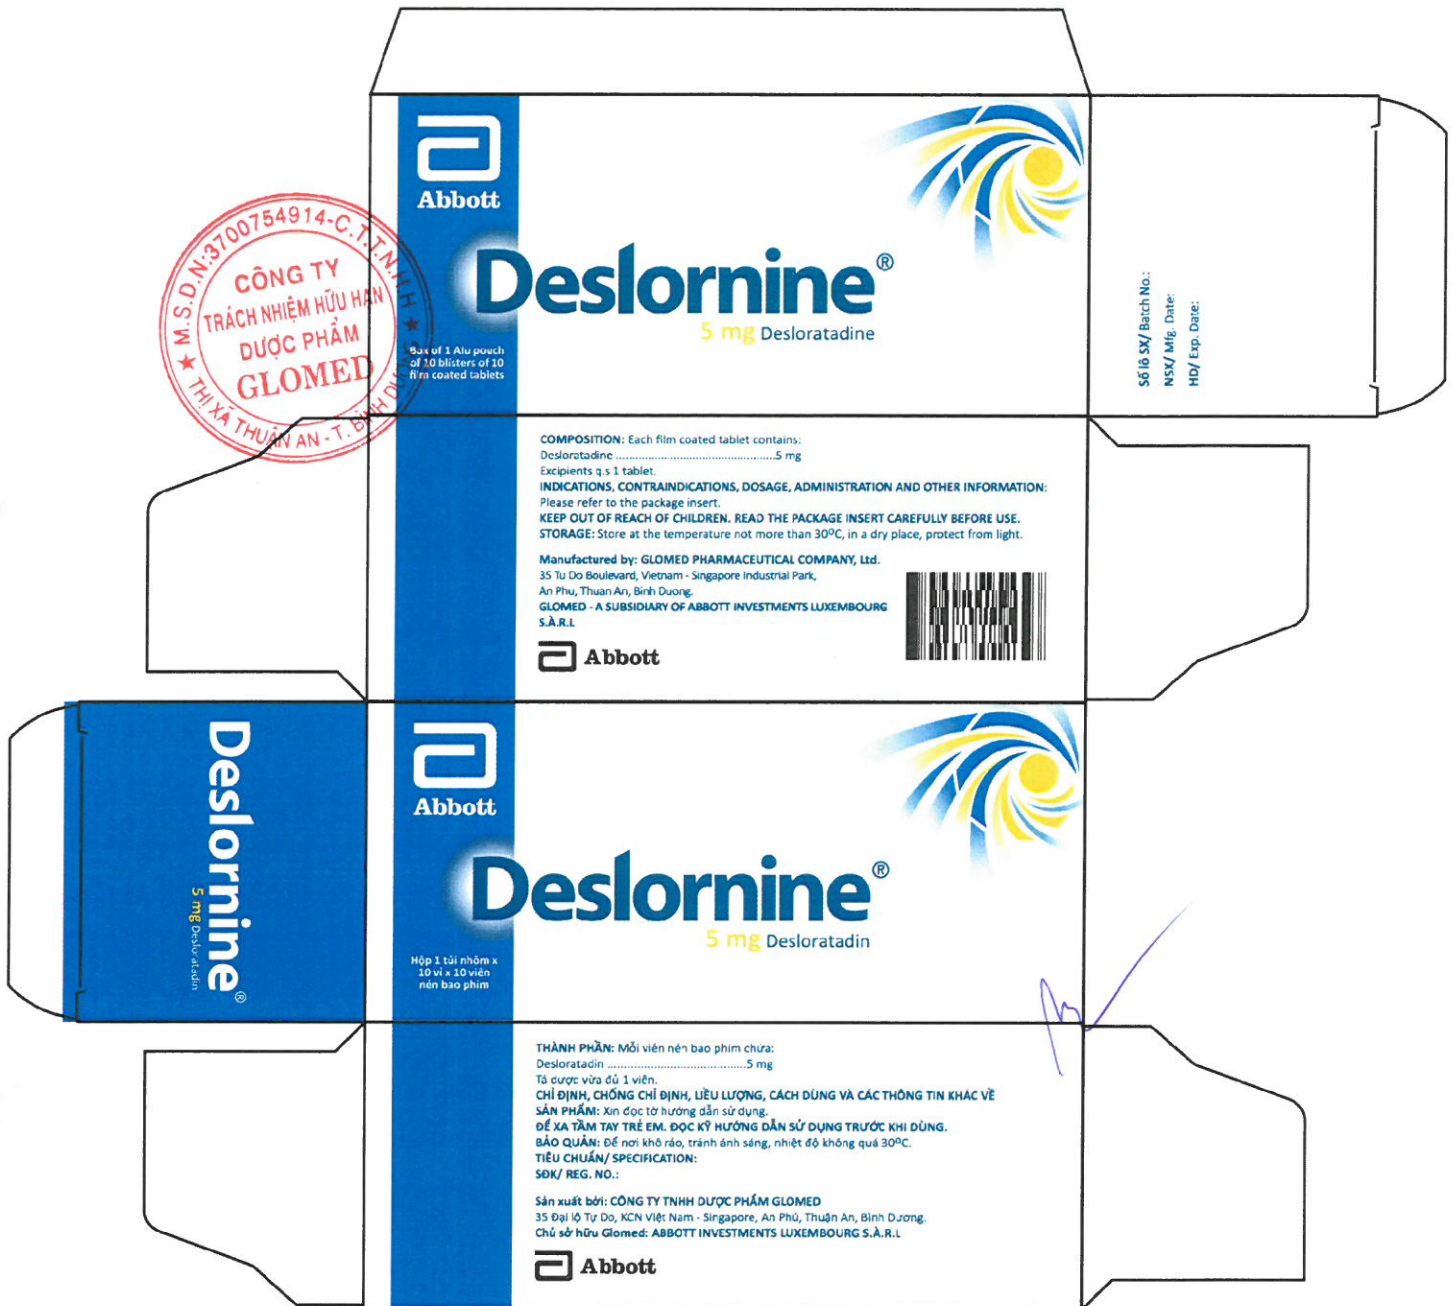 Abbott
Deslornine®
5 mg Desloratadine
Box of 1 Alu pouch
of 10 blisters of 10
film coated tablets
★ M.S.D.N:3700754914-C.T.T.N.H.H ★
CÔNG TY
TRÁCH NHIỆM HỮU HẠN
DƯỢC PHẨM
GLOMED
THỊ XÃ THUẬN AN - T. BÌNH DƯƠNG
Số lô SX/ Batch No.:
NSX/ Mfg. Date:
HD/ Exp. Date:
COMPOSITION: Each film coated tablet contains:
Desloratadine ................................................5 mg
Excipients q.s 1 tablet.
INDICATIONS, CONTRAINDICATIONS, DOSAGE, ADMINISTRATION AND OTHER INFORMATION:
Please refer to the package insert.
KEEP OUT OF REACH OF CHILDREN. READ THE PACKAGE INSERT CAREFULLY BEFORE USE.
STORAGE: Store at the temperature not more than 30ºC, in a dry place, protect from light.
Manufactured by: GLOMED PHARMACEUTICAL COMPANY, Ltd.
35 Tu Do Boulevard, Vietnam - Singapore Industrial Park,
An Phu, Thuan An, Binh Duong.
GLOMED - A SUBSIDIARY OF ABBOTT INVESTMENTS LUXEMBOURG
S.À.R.L
Abbott
Deslornine®
5 mg Desloratadin
Abbott
Deslornine®
5 mg Desloratadin
Hộp 1 túi nhôm x
10 vỉ x 10 viên
nén bao phim
THÀNH PHẦN: Mỗi viên nén bao phim chứa:
Desloratadin ..........................................5 mg
Tá dược vừa đủ 1 viên.
CHỈ ĐỊNH, CHỐNG CHỈ ĐỊNH, LIỀU LƯỢNG, CÁCH DÙNG VÀ CÁC THÔNG TIN KHÁC VỀ
SẢN PHẨM: Xin đọc tờ hướng dẫn sử dụng.
ĐỂ XA TẦM TAY TRẺ EM. ĐỌC KỸ HƯỚNG DẪN SỬ DỤNG TRƯỚC KHI DÙNG.
BẢO QUẢN: Để nơi khô ráo, tránh ánh sáng, nhiệt độ không quá 30ºC.
TIÊU CHUẨN/ SPECIFICATION:
SĐK/ REG. NO.:
Sản xuất bởi: CÔNG TY TNHH DƯỢC PHẨM GLOMED
35 Đại lộ Tự Do, KCN Việt Nam - Singapore, An Phú, Thuận An, Bình Dương.
Chủ sở hữu Glomed: ABBOTT INVESTMENTS LUXEMBOURG S.À.R.L
Abbott